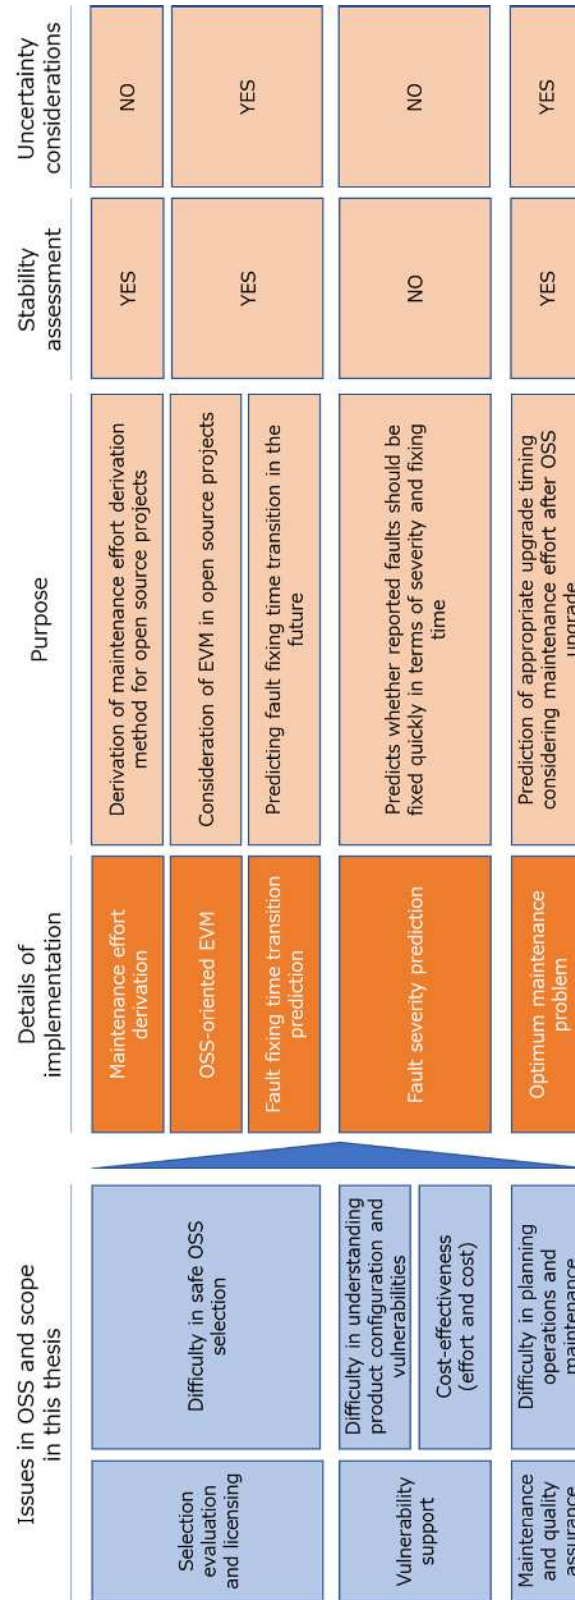 Issues in OSS and scope
in this thesis
Details of
implementation
Purpose
Stability
assessment
Uncertainty
considerations
Selection
evaluation
and licensing
Difficulty in safe OSS
selection
Maintenance effort
derivation
Derivation of maintenance effort derivation
method for open source projects
YES
NO
OSS-oriented EVM
Consideration of EVM in open source projects
YES
YES
Fault fixing time transition
prediction
Predicting fault fixing time transition in the
future
Vulnerability
support
Difficulty in understanding
product configuration and
vulnerabilities
Cost-effectiveness
(effort and cost)
Fault severity prediction
Predicts whether reported faults should be
fixed quickly in terms of severity and fixing
time
NO
NO
Maintenance
and quality
assurance
Difficulty in planning
operations and
maintenance
Optimum maintenance
problem
Prediction of appropriate upgrade timing
considering maintenance effort after OSS
upgrade
YES
YES